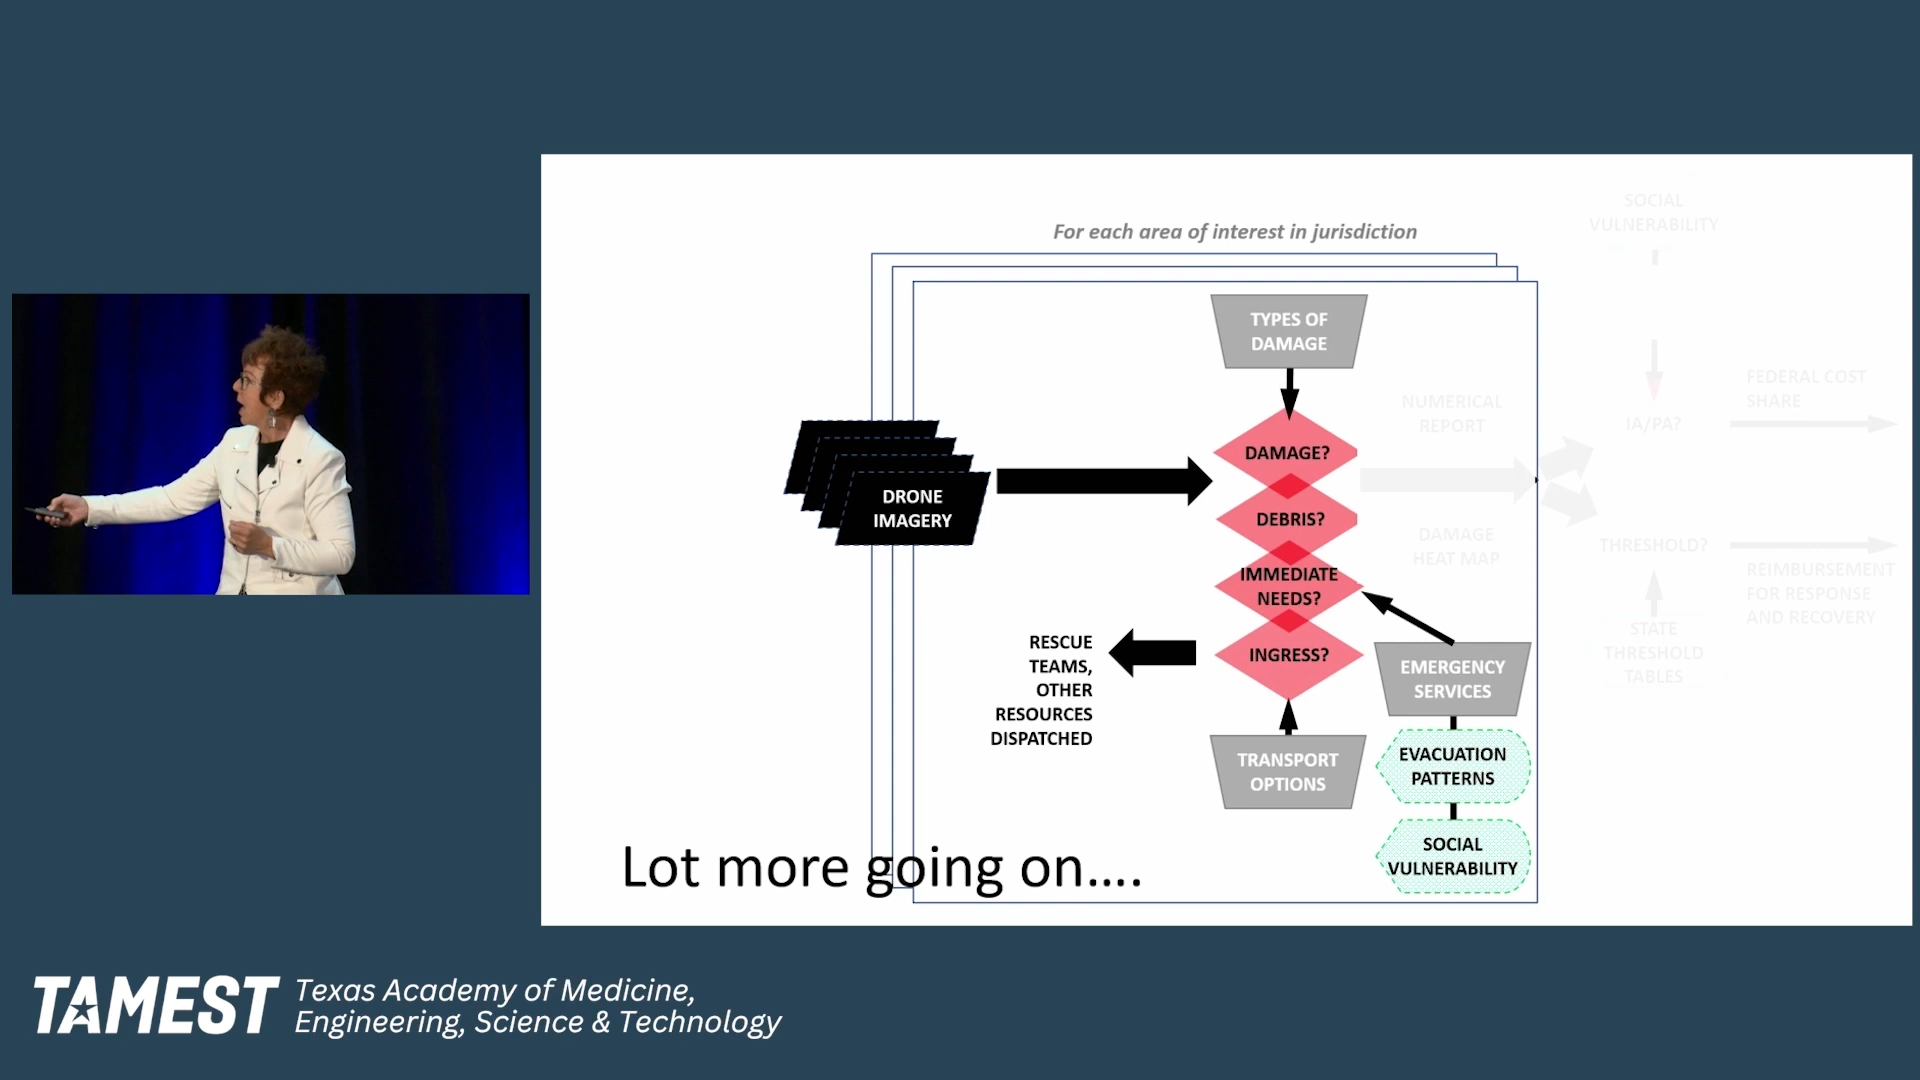 For each area of interest in jurisdiction
TYPES OF
DAMAGE
DAMAGE?
DEBRIS?
IMMEDIATE
NEEDS?
INGRESS?
DRONE
IMAGERY
RESCUE
TEAMS,
OTHER
RESOURCES
DISPATCHED
TRANSPORT
OPTIONS
EMERGENCY
SERVICES
EVACUATION
PATTERNS
SOCIAL
VULNERABILITY
NUMERICAL
REPORT
DAMAGE
HEAT MAP
SOCIAL
VULNERABILITY
IA/PA?
FEDERAL COST
SHARE
THRESHOLD?
REIMBURSEMENT
FOR RESPONSE
AND RECOVERY
STATE
THRESHOLD
TABLES
Lot more going on....
TAMEST
Texas Academy of Medicine,
Engineering, Science & Technology